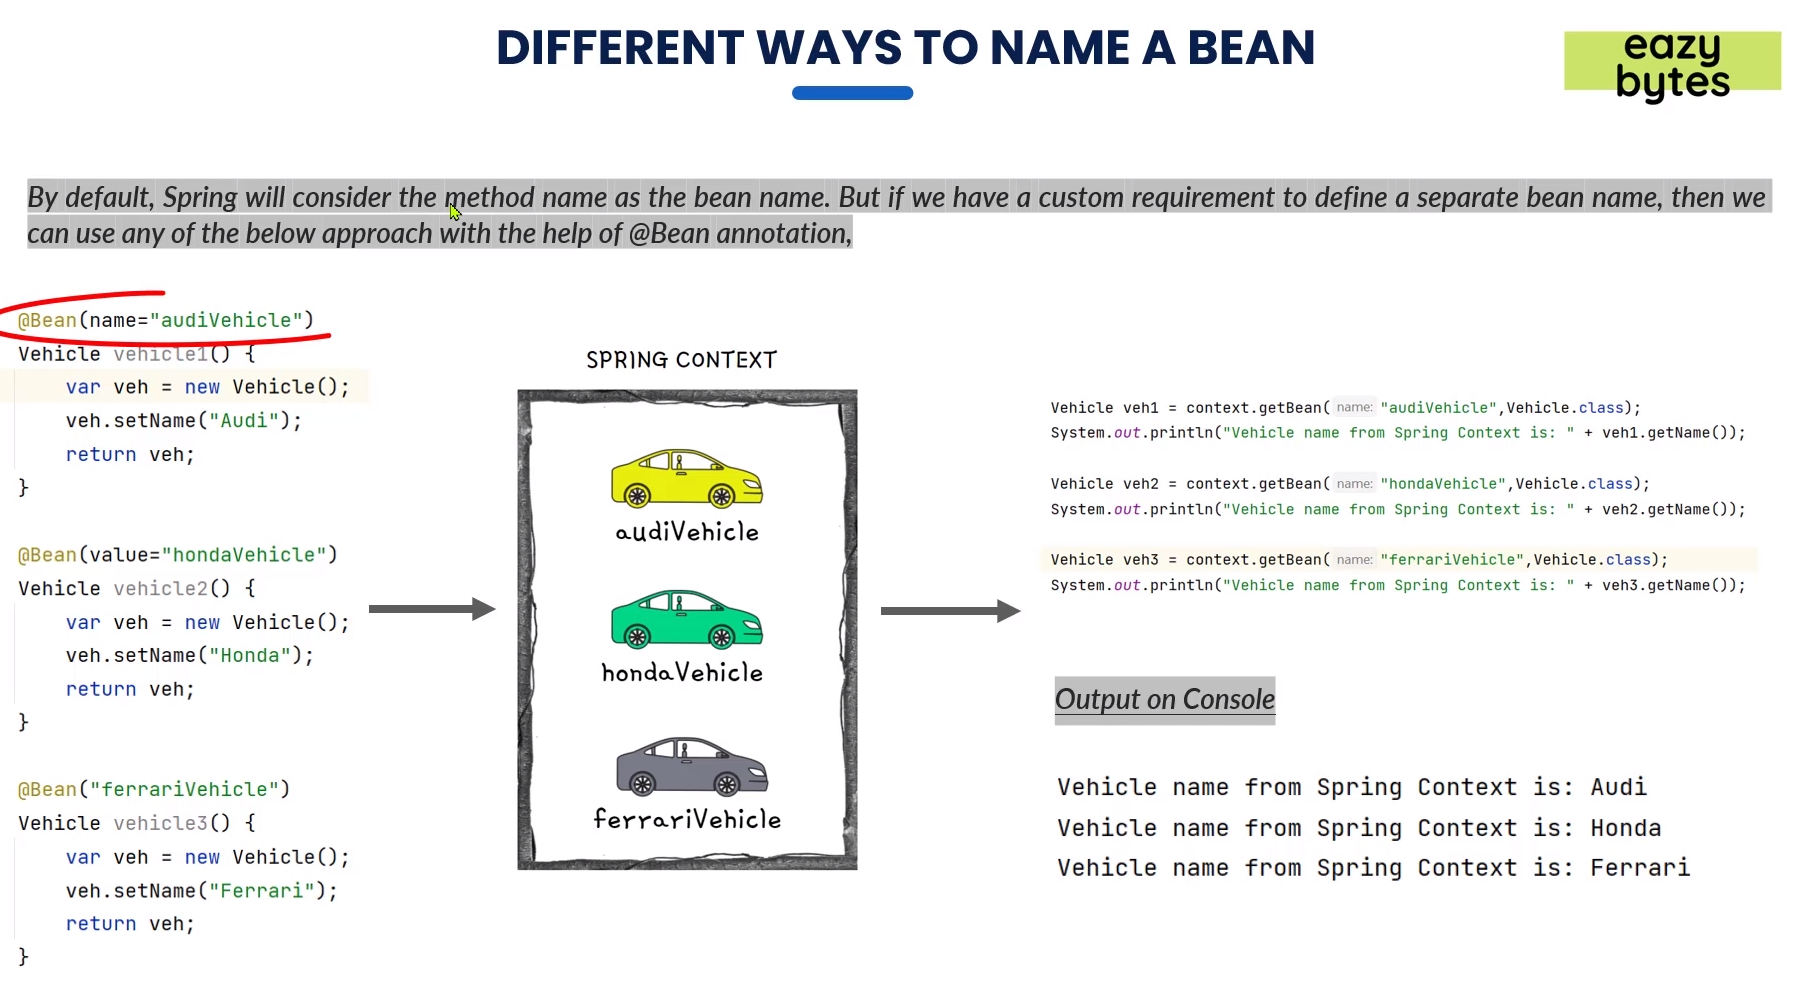 DIFFERENT WAYS TO NAME A BEAN
eazy
bytes
By default, Spring will consider the method name as the bean name. But if we have a custom requirement to define a separate bean name, then we
can use any of the below approach with the help of @Bean annotation,
@Bean(name="audiVehicle")
Vehicle vehicle1() {
var veh = new Vehicle();
veh.setName("Audi");
return veh;
}
@Bean(value="hondaVehicle")
Vehicle vehicle2() {
var veh = new Vehicle();
veh.setName("Honda");
return veh;
}
@Bean("ferrariVehicle")
Vehicle vehicle3() {
var veh = new Vehicle();
veh.setName("Ferrari");
return veh;
}
SPRING CONTEXT
audiVehicle
hondaVehicle
ferrariVehicle
Vehicle veh1 = context.getBean( name: "audiVehicle",Vehicle.class);
System.out.println("Vehicle name from Spring Context is: " + veh1.getName());
Vehicle veh2 = context.getBean( name: "hondaVehicle",Vehicle.class);
System.out.println("Vehicle name from Spring Context is: " + veh2.getName());
Vehicle veh3 = context.getBean( name: "ferrariVehicle",Vehicle.class);
System.out.println("Vehicle name from Spring Context is: " + veh3.getName());
Output on Console
Vehicle name from Spring Context is: Audi
Vehicle name from Spring Context is: Honda
Vehicle name from Spring Context is: Ferrari